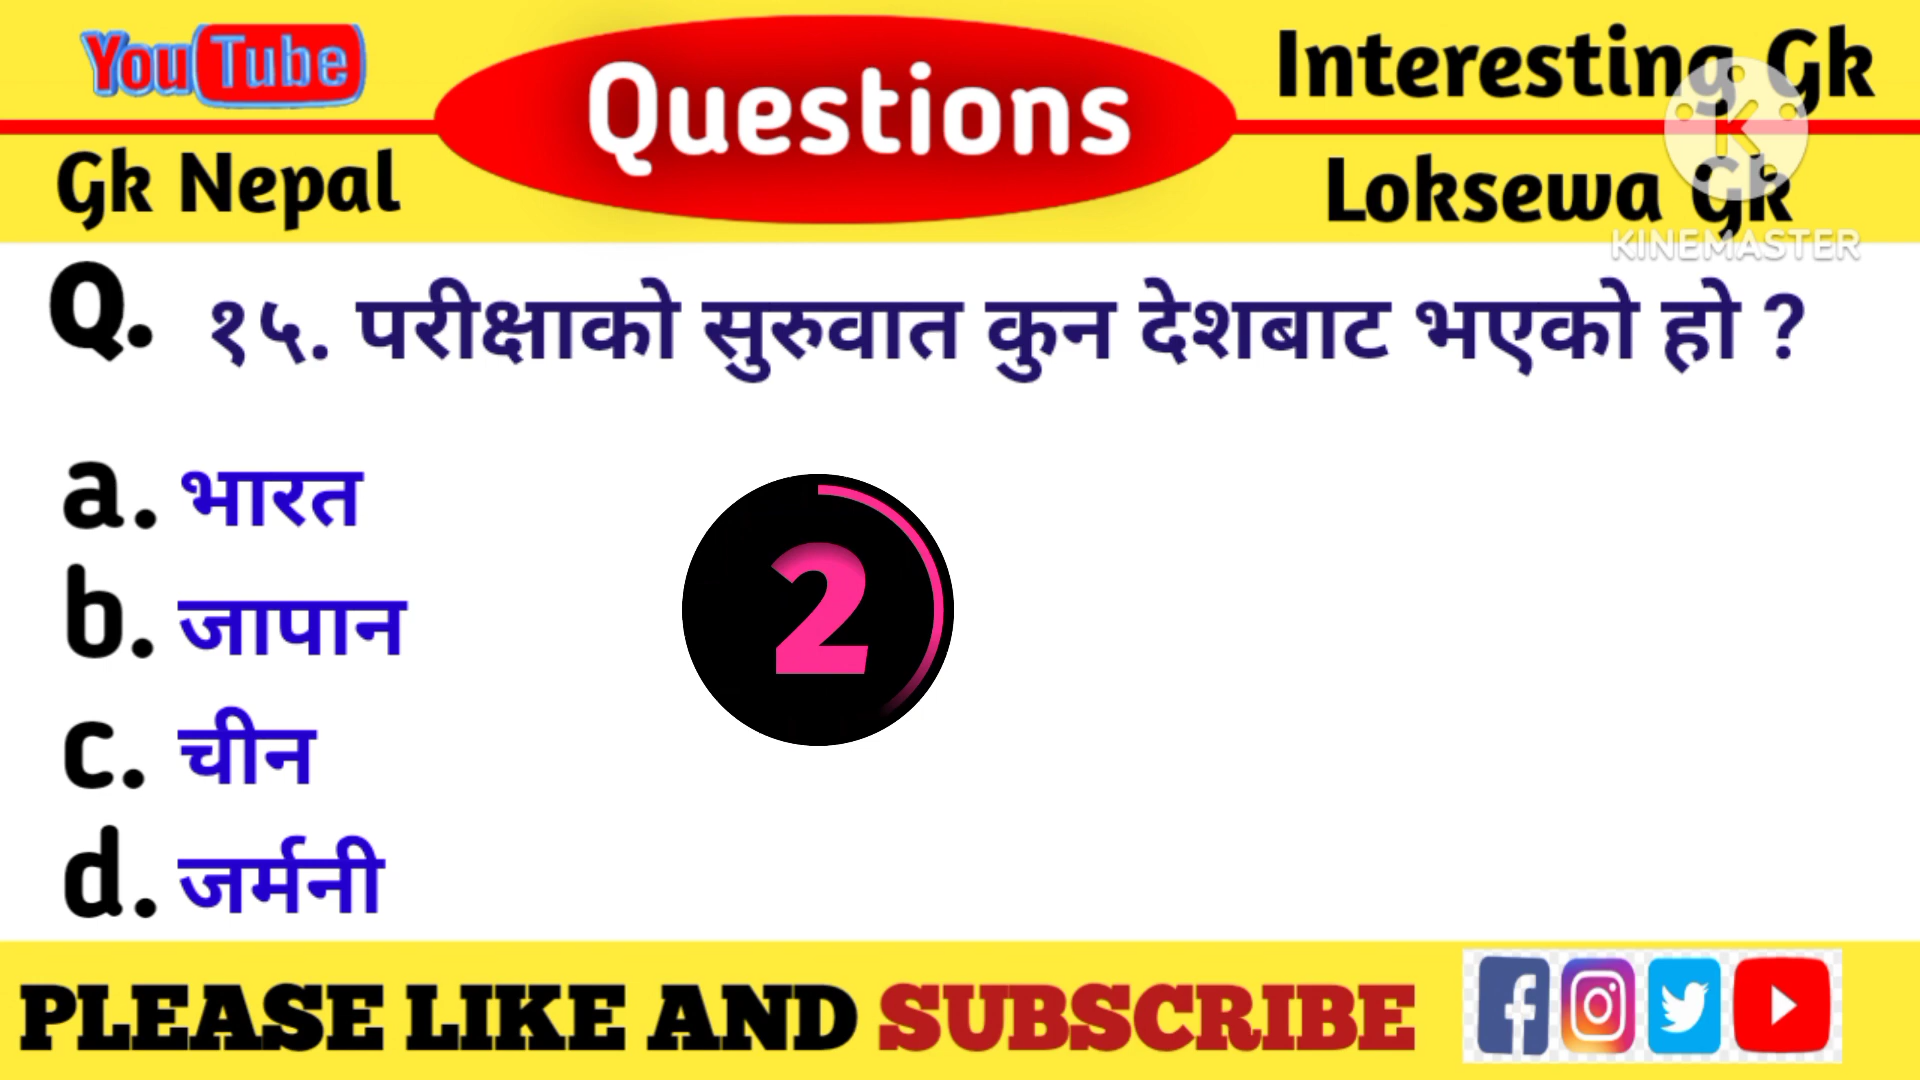 YouTube
Questions
Interesting Gk
Gk Nepal
Loksewa Gk
KINEMASTER
Q. १५. परीक्षाको सुरुवात कुन देशबाट भएको हो ?
a. भारत
2
b. जापान
c. चीन
d. जर्मनी
PLEASE LIKE AND SUBSCRIBE